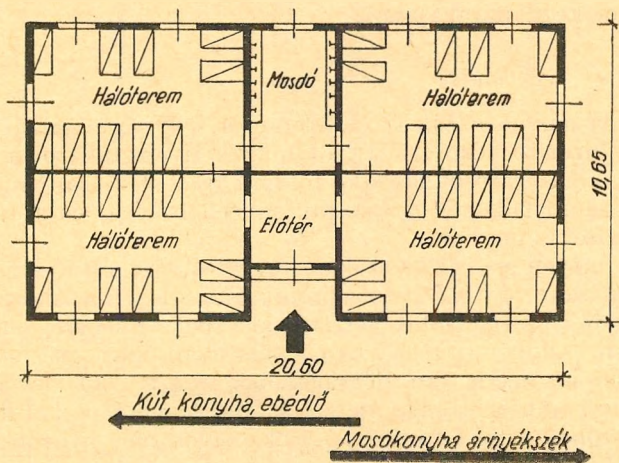 Mosdó
Hálóterem
Hálóterem
10,65
Előtér
Hálóterem
Hálóterem
20,60
Kút, konyha, ebédlő
Mosókonyha árnyékszék